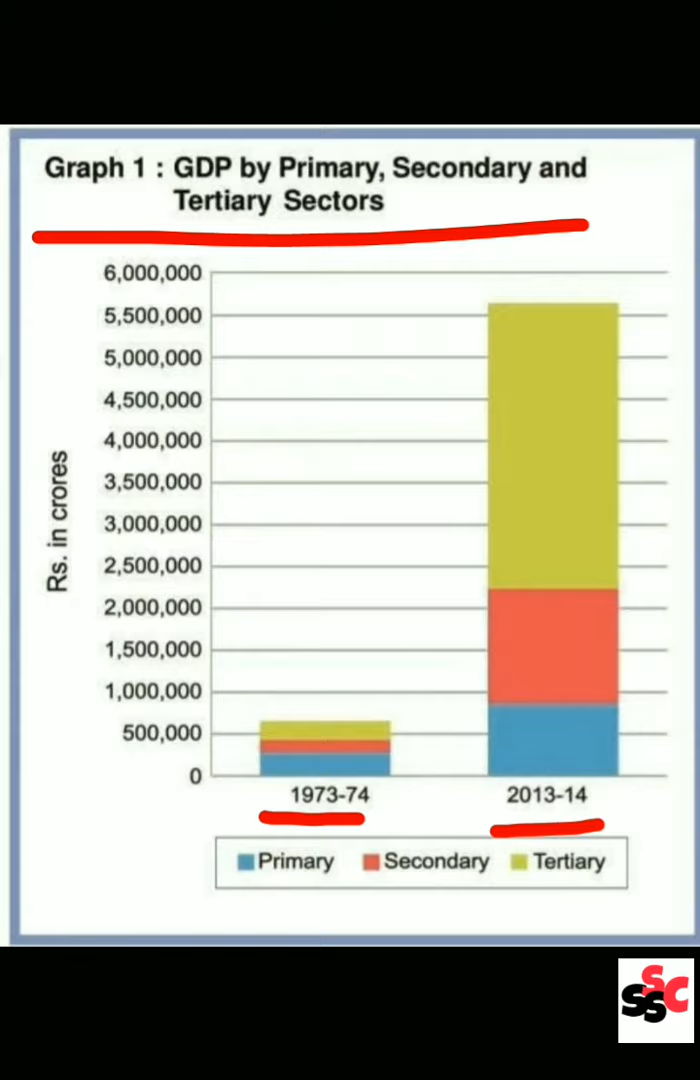 Graph 1 : GDP by Primary, Secondary and
Tertiary Sectors
6,000,000
5,500,000
5,000,000
4,500,000
4,000,000
3,500,000
3,000,000
2,500,000
2,000,000
1,500,000
1,000,000
500,000
0
Rs. in crores
1973-74 2013-14
Primary Secondary Tertiary
SSSC